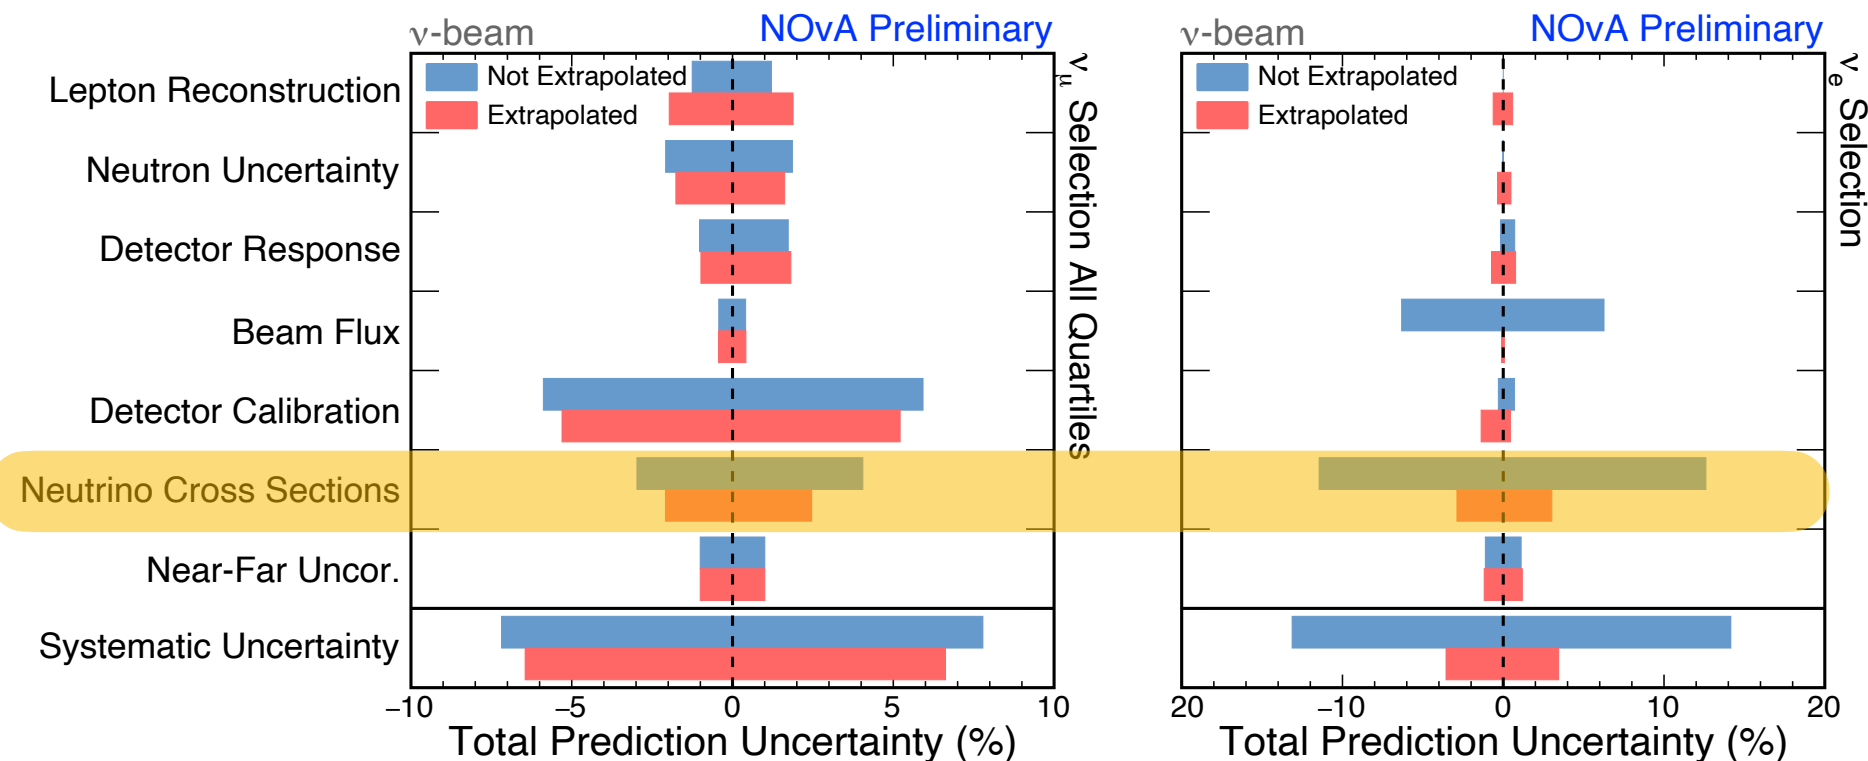 ν-beam
NOvA Preliminary
Not Extrapolated
Extrapolated
Lepton Reconstruction
Neutron Uncertainty
Detector Response
Beam Flux
Detector Calibration
Neutrino Cross Sections
Near-Far Uncor.
Systematic Uncertainty
−10 −5 0 5 10
Total Prediction Uncertainty (%)
νμ Selection All Quartiles
ν-beam
NOvA Preliminary
Not Extrapolated
Extrapolated
20 −10 0 10 20
Total Prediction Uncertainty (%)
νe Selection